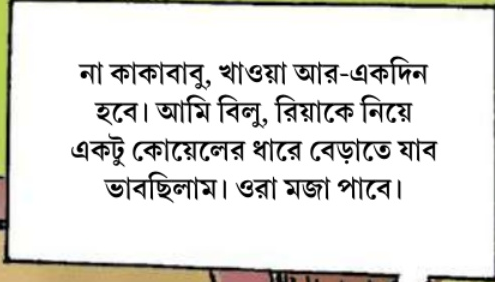 না কাকাবাবু, খাওয়া আর-একদিন
হবে। আমি বিলু, রিয়াকে নিয়ে
একটু কোয়েলের ধারে বেড়াতে যাব
ভাবছিলাম। ওরা মজা পাবে।